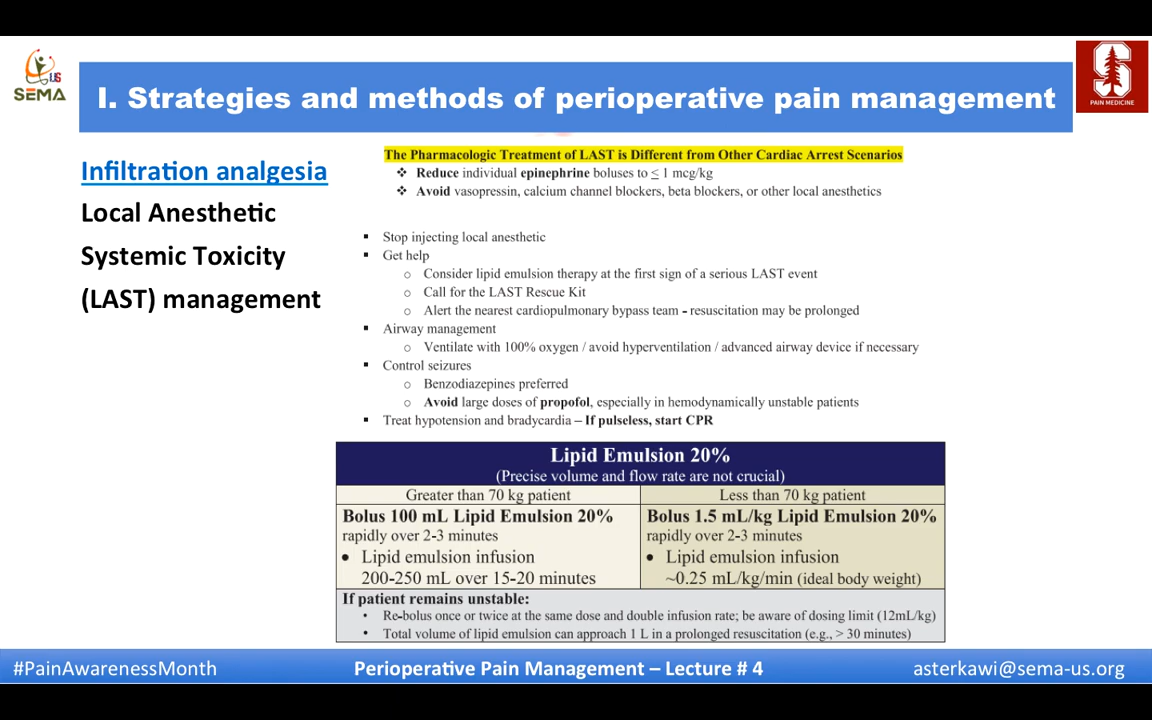 US
SEMA
I. Strategies and methods of perioperative pain management
S
PAIN MEDICINE
Infiltration analgesia
Local Anesthetic
Systemic Toxicity
(LAST) management
The Pharmacologic Treatment of LAST is Different from Other Cardiac Arrest Scenarios
❖ Reduce individual epinephrine boluses to ≤ 1 mcg/kg
❖ Avoid vasopressin, calcium channel blockers, beta blockers, or other local anesthetics
▪ Stop injecting local anesthetic
▪ Get help
o Consider lipid emulsion therapy at the first sign of a serious LAST event
o Call for the LAST Rescue Kit
o Alert the nearest cardiopulmonary bypass team - resuscitation may be prolonged
▪ Airway management
o Ventilate with 100% oxygen / avoid hyperventilation / advanced airway device if necessary
▪ Control seizures
o Benzodiazepines preferred
o Avoid large doses of propofol, especially in hemodynamically unstable patients
▪ Treat hypotension and bradycardia – If pulseless, start CPR
Lipid Emulsion 20%
(Precise volume and flow rate are not crucial)
Greater than 70 kg patient
Bolus 100 mL Lipid Emulsion 20%
rapidly over 2-3 minutes
• Lipid emulsion infusion
200-250 mL over 15-20 minutes
Less than 70 kg patient
Bolus 1.5 mL/kg Lipid Emulsion 20%
rapidly over 2-3 minutes
• Lipid emulsion infusion
~0.25 mL/kg/min (ideal body weight)
If patient remains unstable:
• Re-bolus once or twice at the same dose and double infusion rate; be aware of dosing limit (12mL/kg)
• Total volume of lipid emulsion can approach 1 L in a prolonged resuscitation (e.g., > 30 minutes)
#PainAwarenessMonth
Perioperative Pain Management – Lecture # 4
asterkawi@sema-us.org